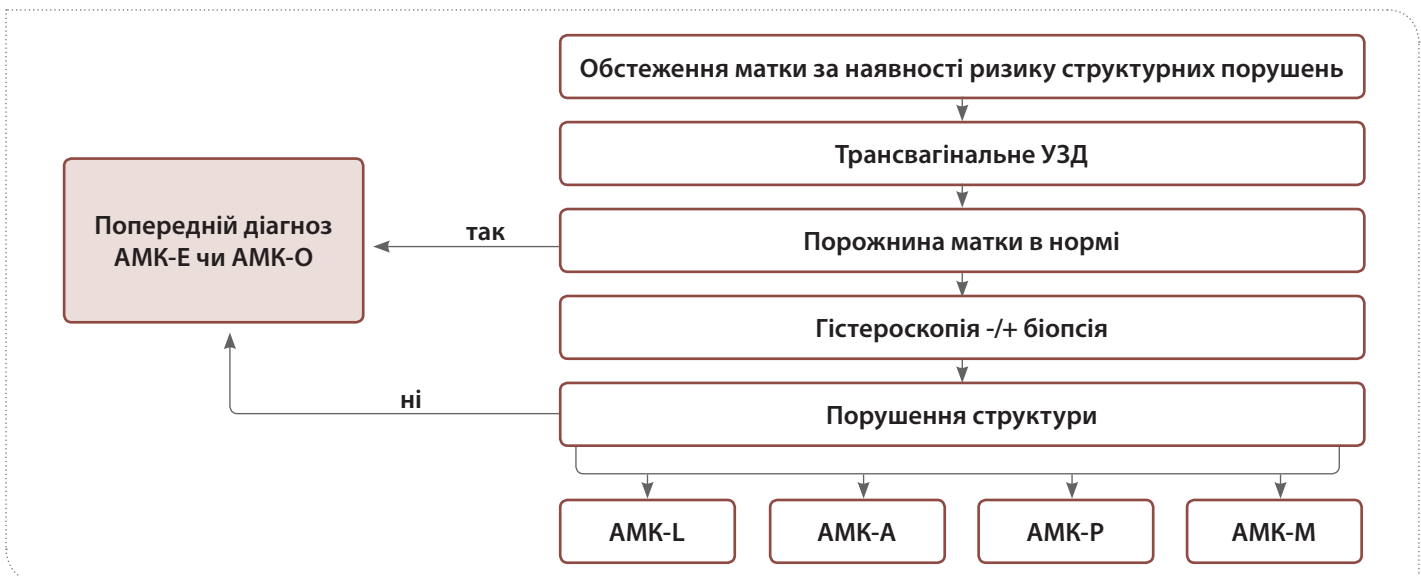 Обстеження матки за наявності ризику структурних порушень
Трансвагінальне УЗД
Попередній діагноз
АМК-Е чи АМК-О
так
Порожнина матки в нормі
Гістероскопія -/+ біопсія
ні
Порушення структури
АМК-L
АМК-А
АМК-Р
АМК-М